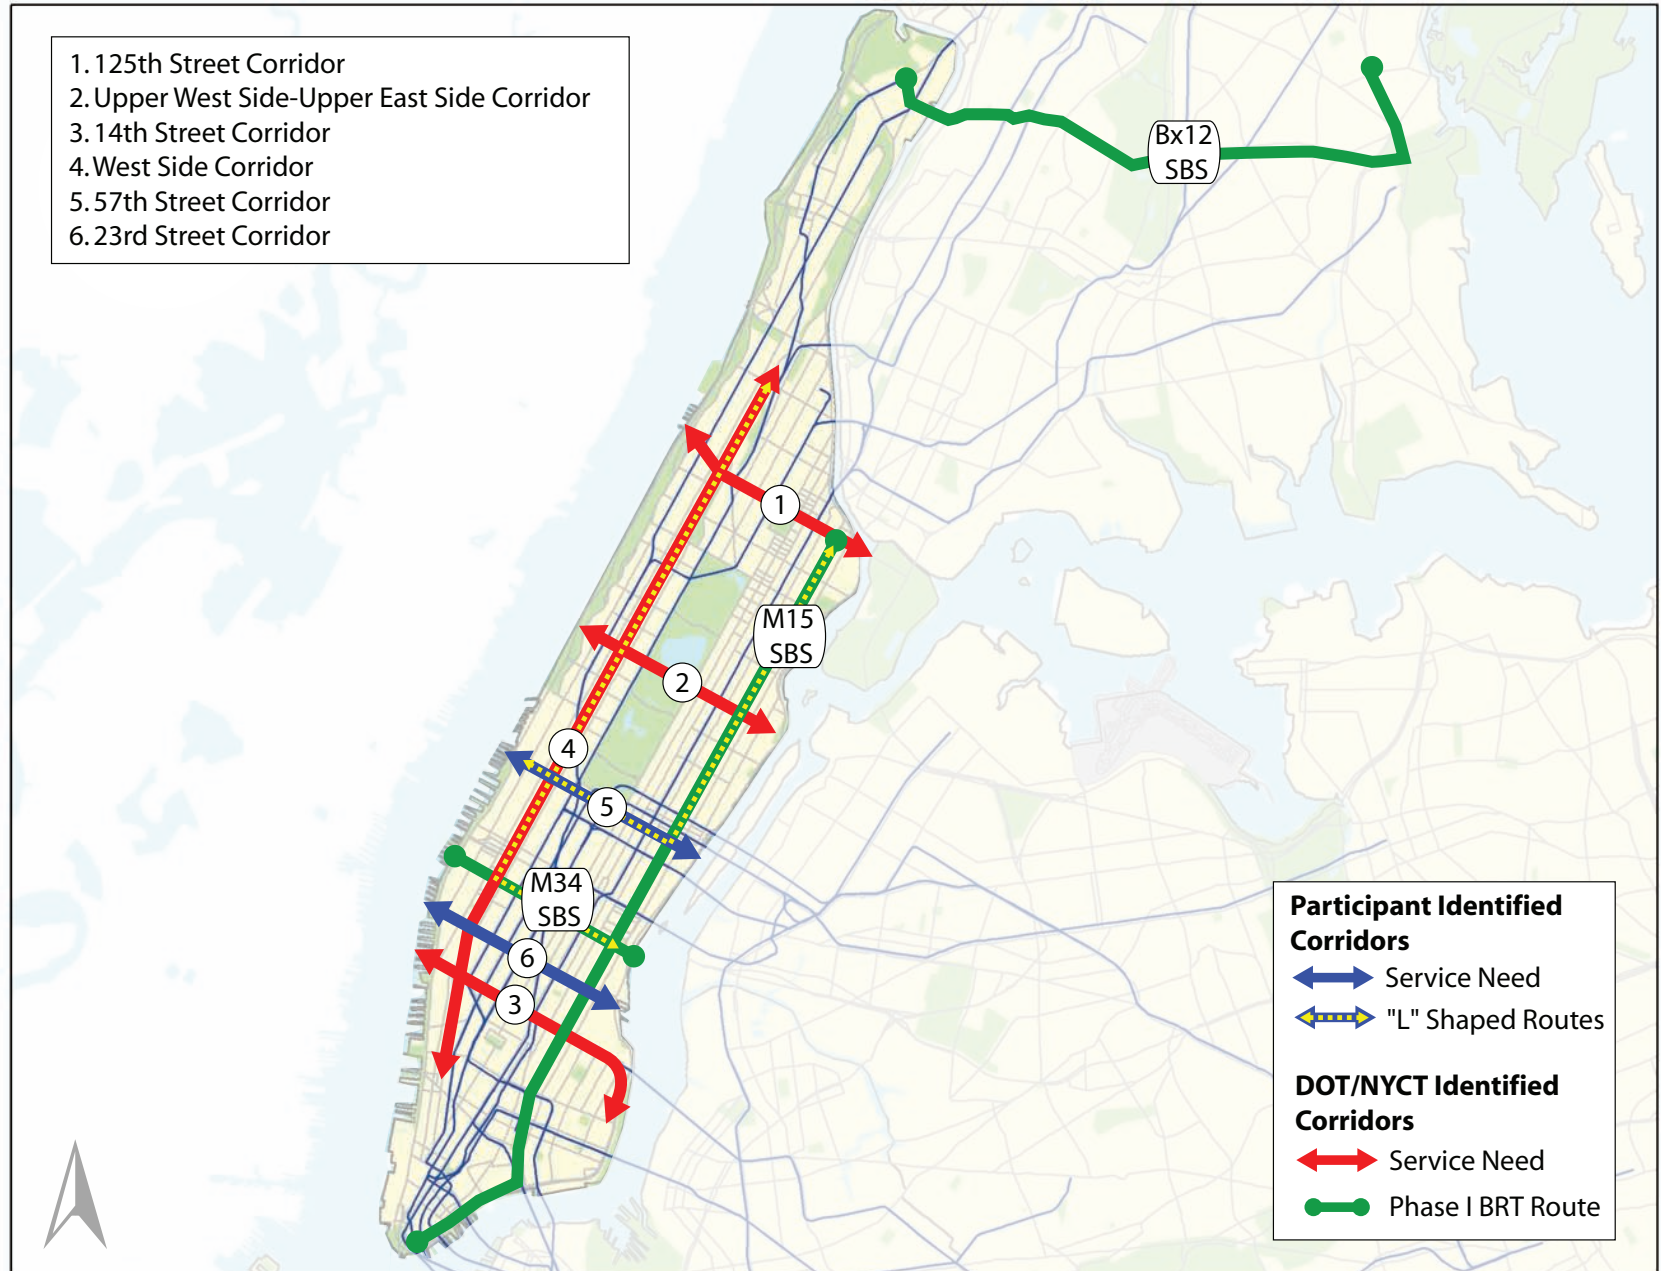 1. 125th Street Corridor
2. Upper West Side-Upper East Side Corridor
3. 14th Street Corridor
4. West Side Corridor
5. 57th Street Corridor
6. 23rd Street Corridor
Bx12
SBS
1
M15
SBS
2
4
5
M34
SBS
6
3
Participant Identified
Corridors
Service Need
"L" Shaped Routes
DOT/NYCT Identified
Corridors
Service Need
Phase I BRT Route